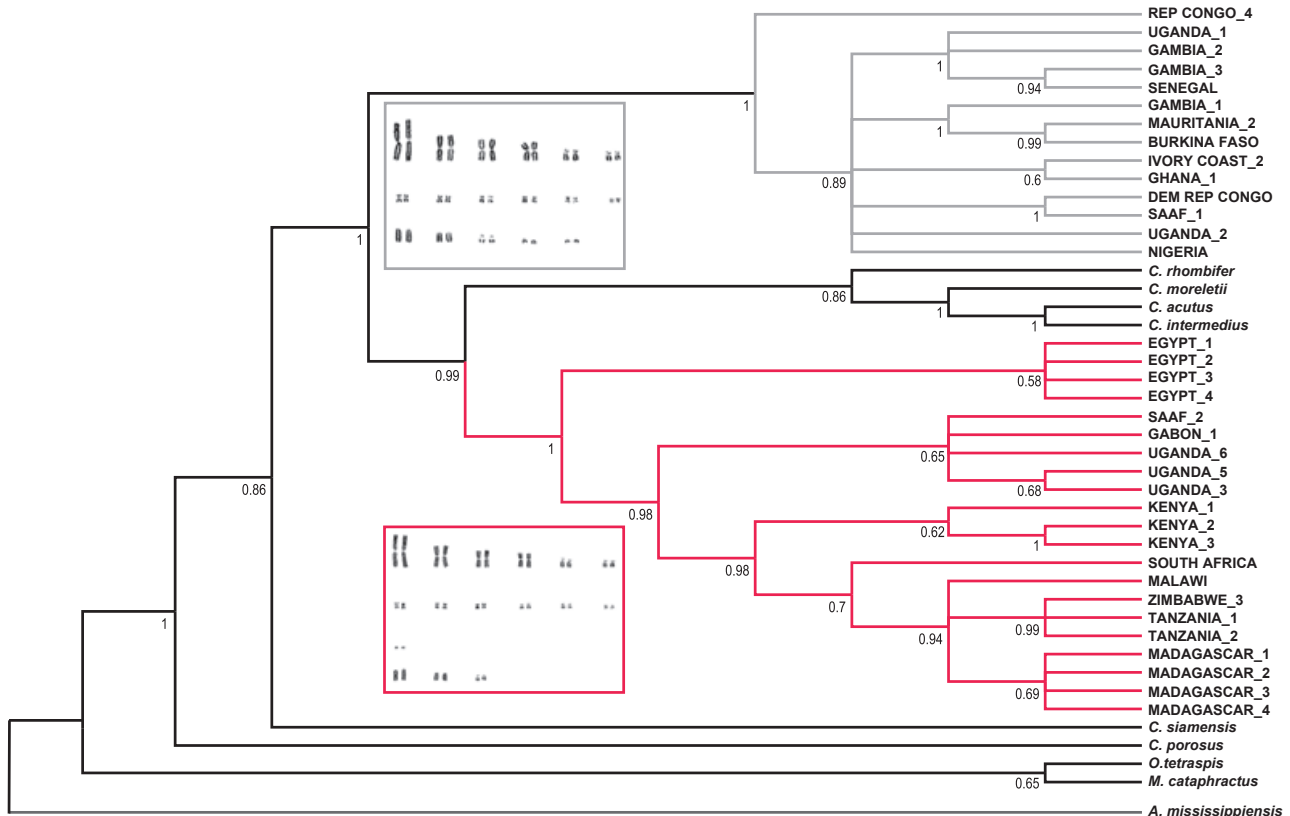 REP CONGO_4
UGANDA_1
GAMBIA_2
1
GAMBIA_3
0.94
SENEGAL
1
GAMBIA_1
MAURITANIA_2
1
BURKINA FASO
0.99
IVORY COAST_2
GHANA_1
0.6
0.89
DEM REP CONGO
SAAF_1
1
UGANDA_2
1
NIGERIA
C. rhombifer
C. moreletii
0.86
C. acutus
1
C. intermedius
1
EGYPT_1
EGYPT_2
0.99
EGYPT_3
0.58
EGYPT_4
SAAF_2
GABON_1
1
UGANDA_6
0.65
UGANDA_5
UGANDA_3
0.68
0.86
KENYA_1
0.98
KENYA_2
0.62
KENYA_3
1
SOUTH AFRICA
0.98
MALAWI
ZIMBABWE_3
0.7
TANZANIA_1
1
0.99
TANZANIA_2
0.94
MADAGASCAR_1
MADAGASCAR_2
MADAGASCAR_3
0.69
MADAGASCAR_4
C. siamensis
C. porosus
O.tetraspis
M. cataphractus
0.65
A. mississippiensis